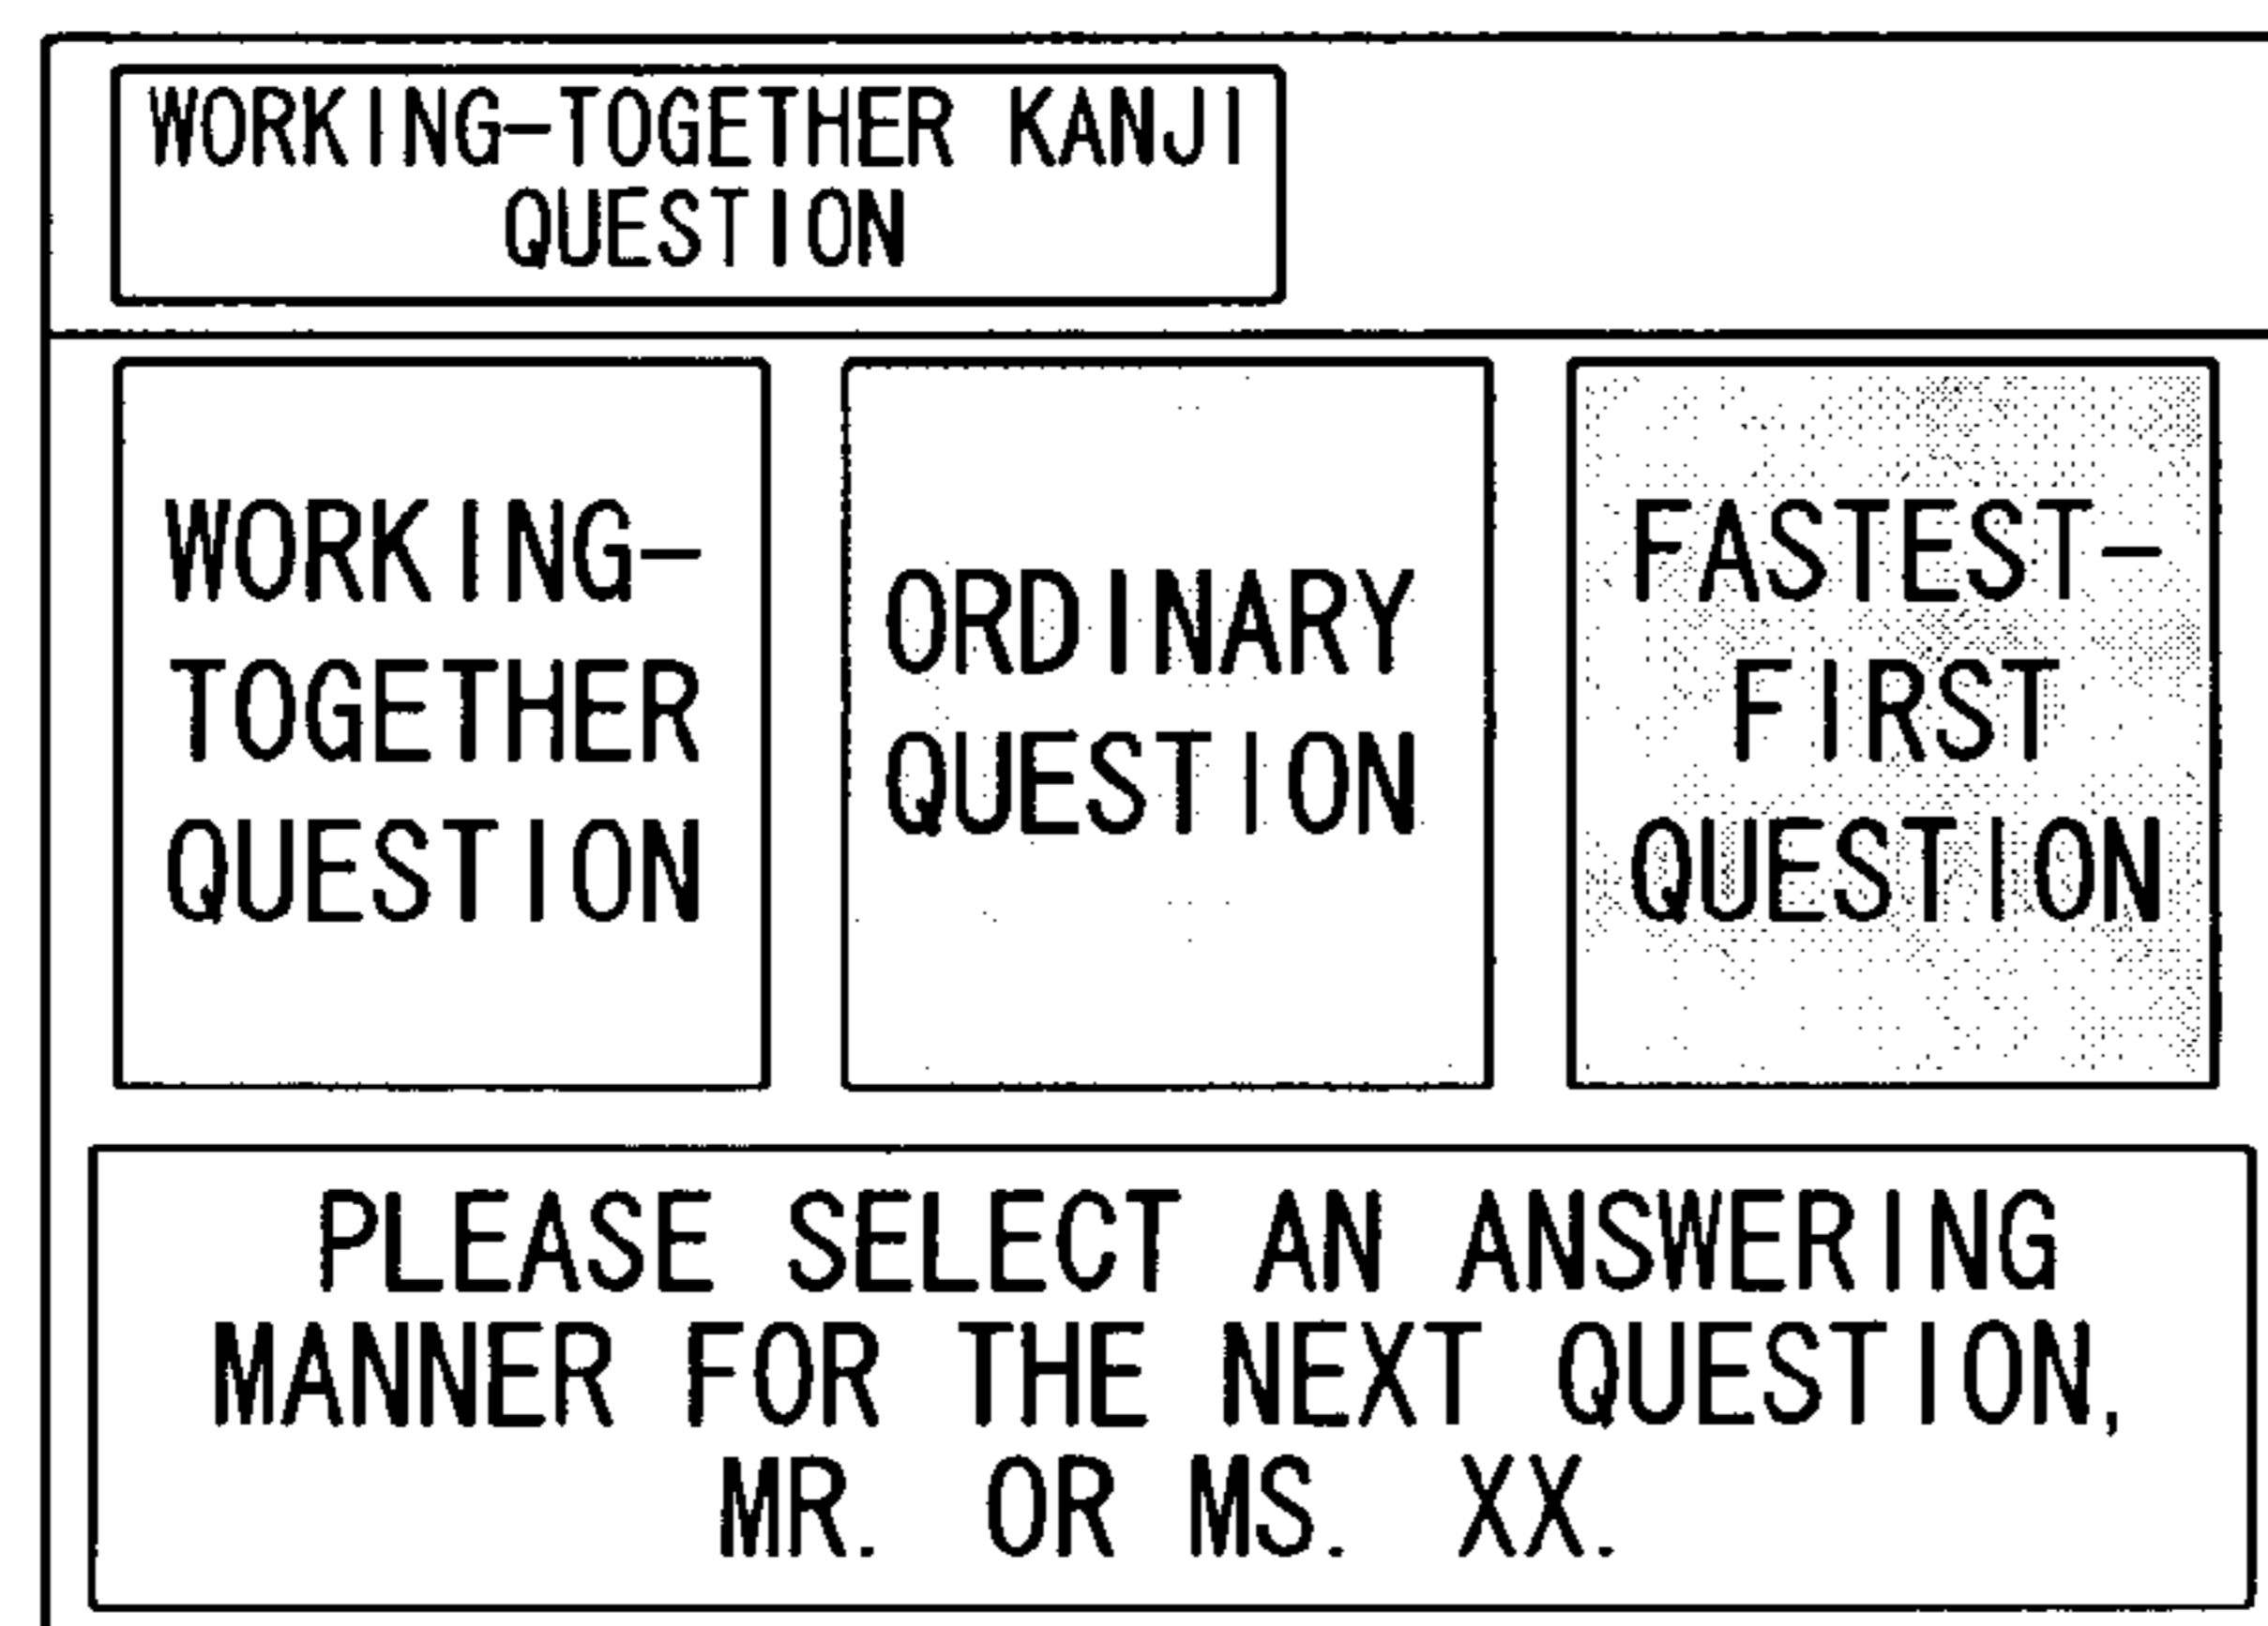 WORKING-TOGETHER KANJI
QUESTION
WORKING-
TOGETHER
QUESTION
ORDINARY
QUESTION
FASTEST-
FIRST
QUESTION
PLEASE SELECT AN ANSWERING
MANNER FOR THE NEXT QUESTION,
MR. OR MS. XX.